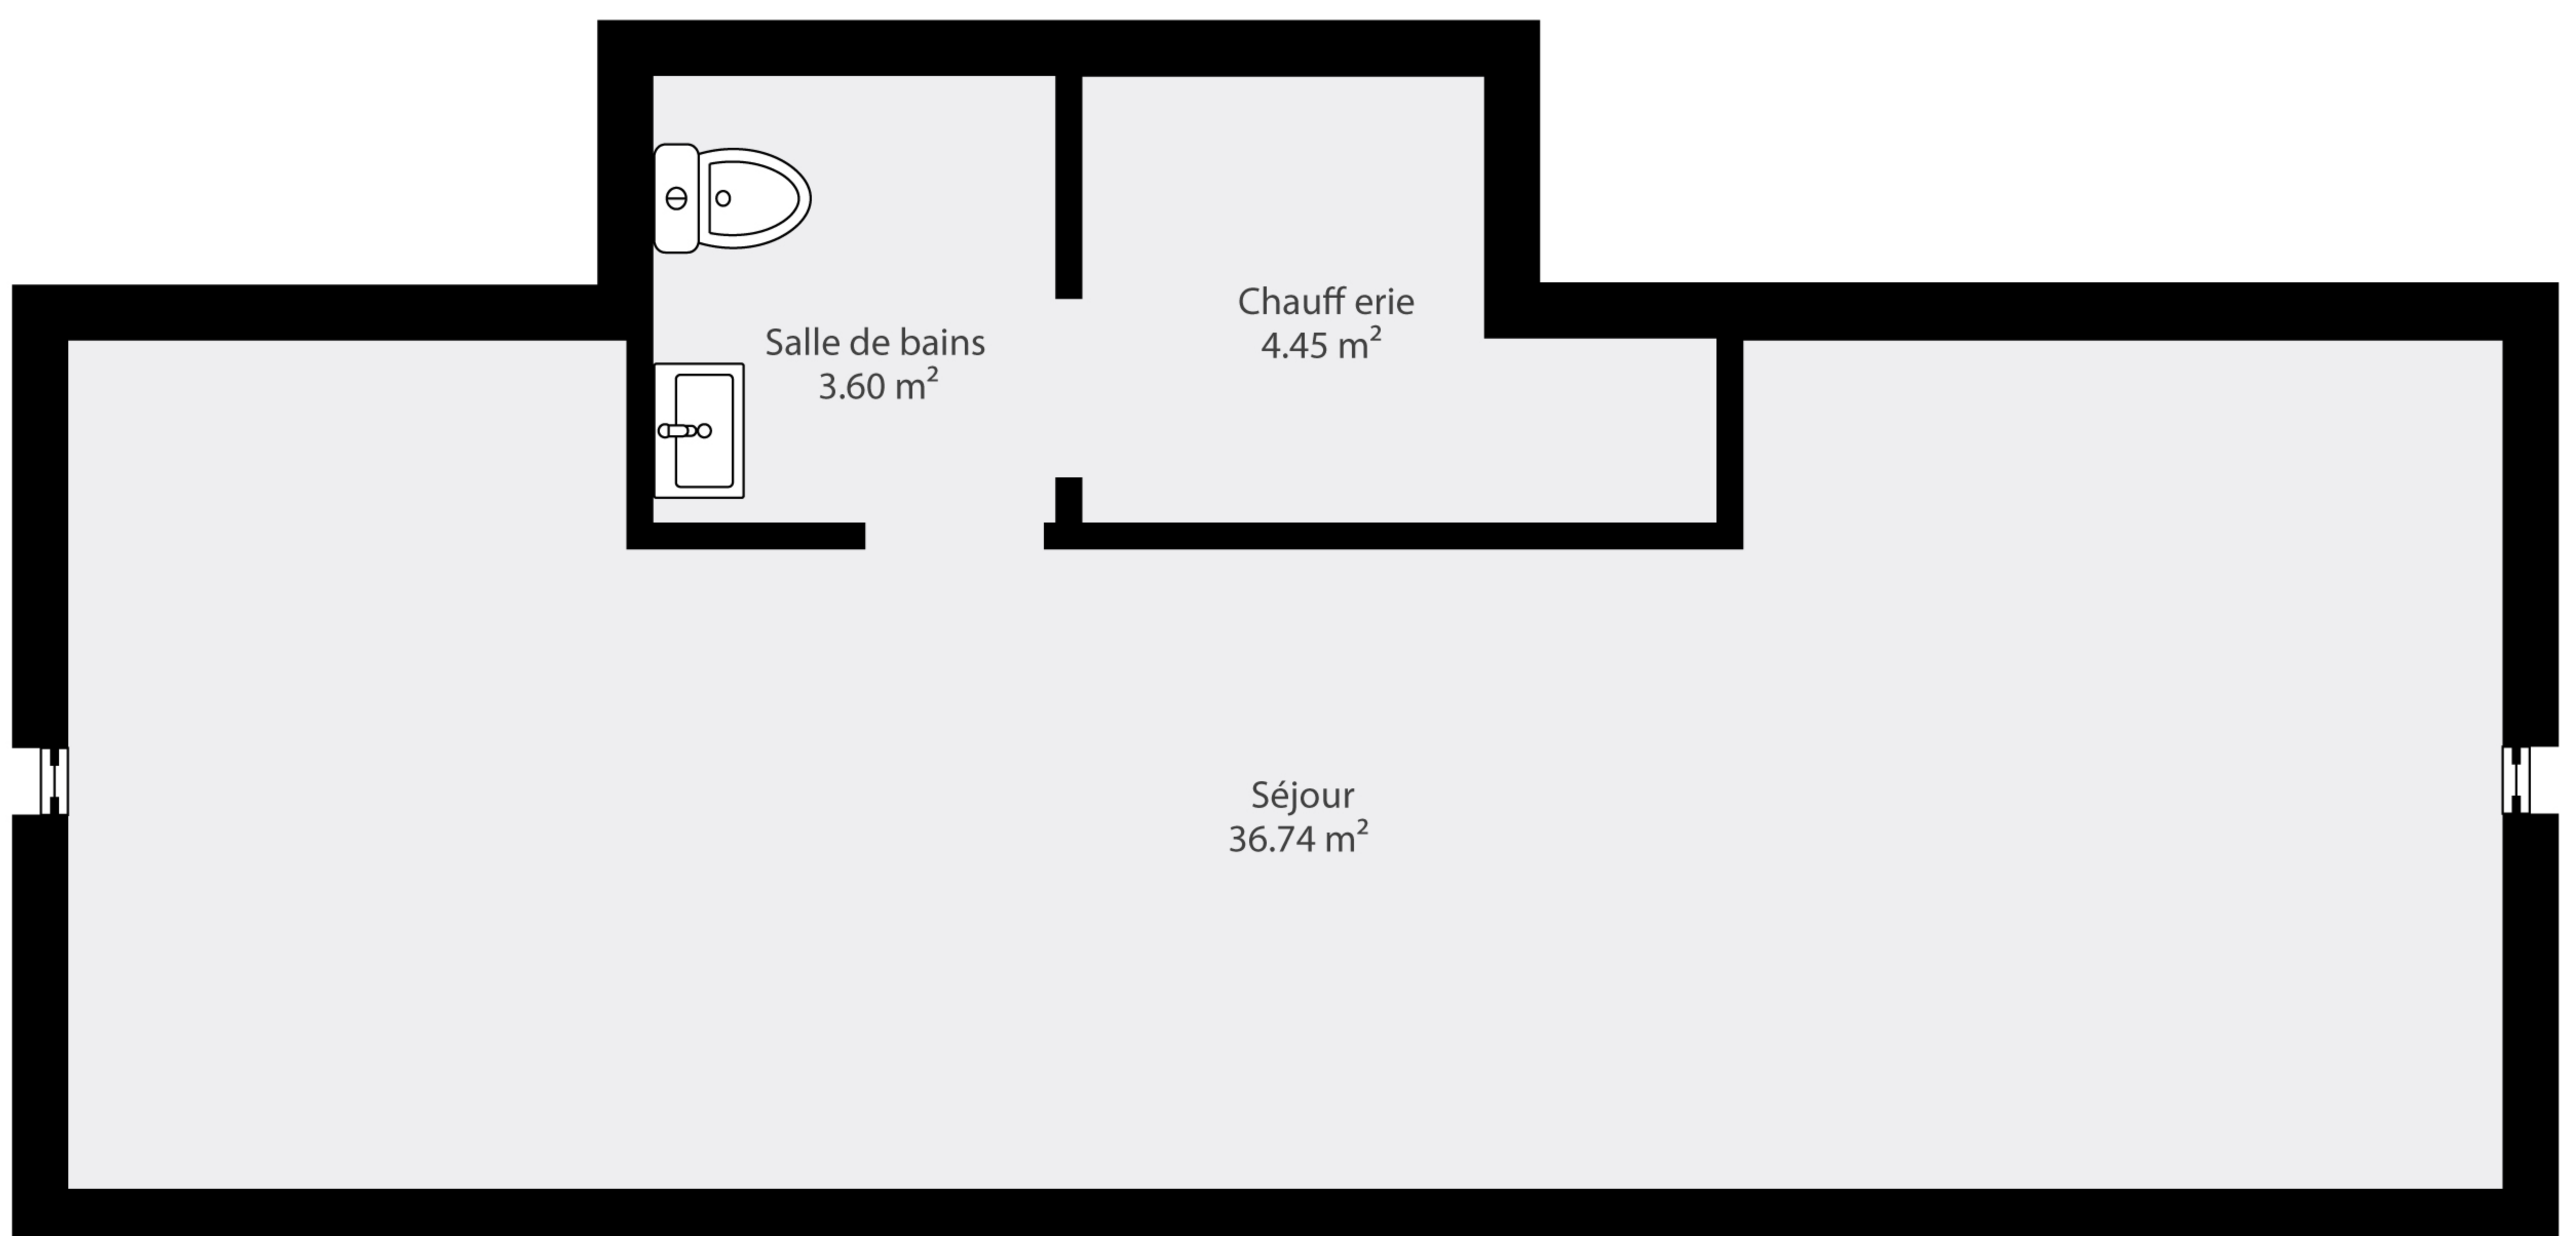 Salle de bains
3.60 m²
Chauff erie
4.45 m²
Séjour
36.74 m²